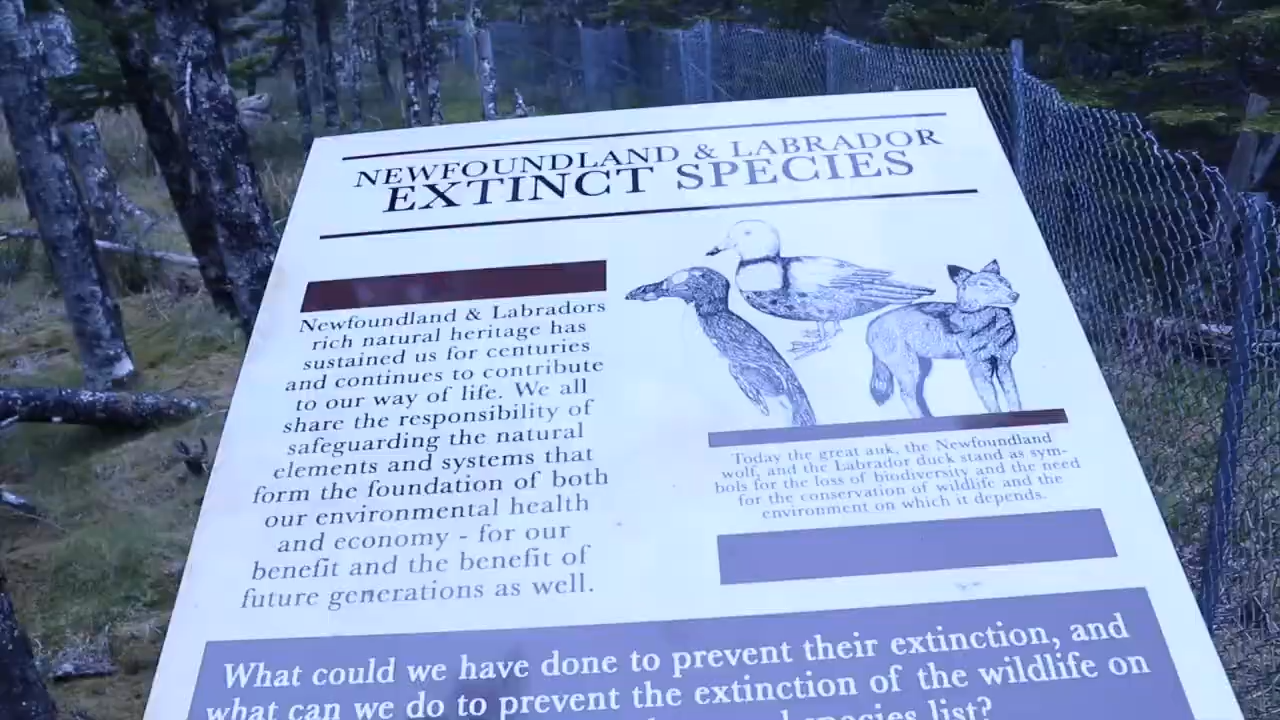 NEWFOUNDLAND & LABRADOR
EXTINCT SPECIES
Newfoundland & Labradors
rich natural heritage has
sustained us for centuries
and continues to contribute
to our way of life. We all
share the responsibility of
safeguarding the natural
elements and systems that
form the foundation of both
our environmental health
and economy - for our
benefit and the benefit of
future generations as well.
Today the great auk, the Newfoundland
wolf, and the Labrador duck stand as sym-
bols for the loss of biodiversity and the need
for the conservation of wildlife and the
environment on which it depends.
What could we have done to prevent their extinction, and
what can we do to prevent the extinction of the wildlife on
species list?